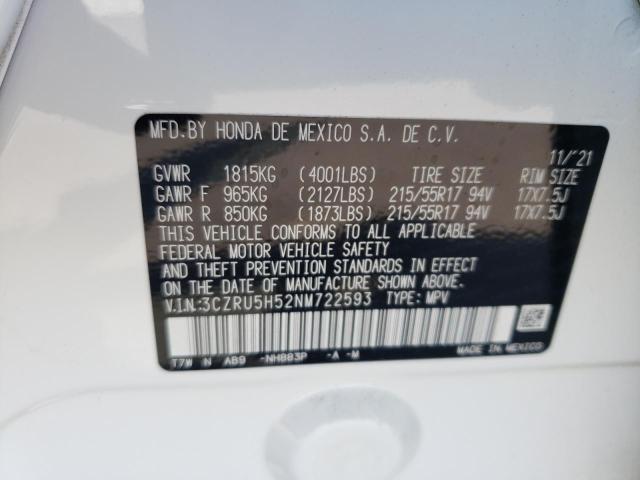 MFD.BY HONDA DE MEXICO S.A. DE C.V.
11/'21
GVWR 1815KG (4001LBS) TIRE SIZE RIM SIZE
GAWR F 965KG (2127LBS) 215/55R17 94V 17X7.5J
GAWR R 850KG (1873LBS) 215/55R17 94V 17X7.5J
THIS VEHICLE CONFORMS TO ALL APPLICABLE
FEDERAL MOTOR VEHICLE SAFETY
AND THEFT PREVENTION STANDARDS IN EFFECT
ON THE DATE OF MANUFACTURE SHOWN ABOVE.
V.I.N.:3CZRU5H52NM722593 TYPE: MPV
T7W N AB9 -NH883P -A -M MADE IN MEXICO